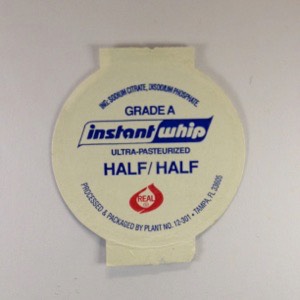 ING. SODIUM CITRATE, DISODIUM PHOSPHATE.
GRADE A
instant whip
ULTRA-PASTEURIZED
HALF/HALF
REAL
PROCESSED & PACKAGED BY PLANT NO. 12-301 • TAMPA, FL 33605